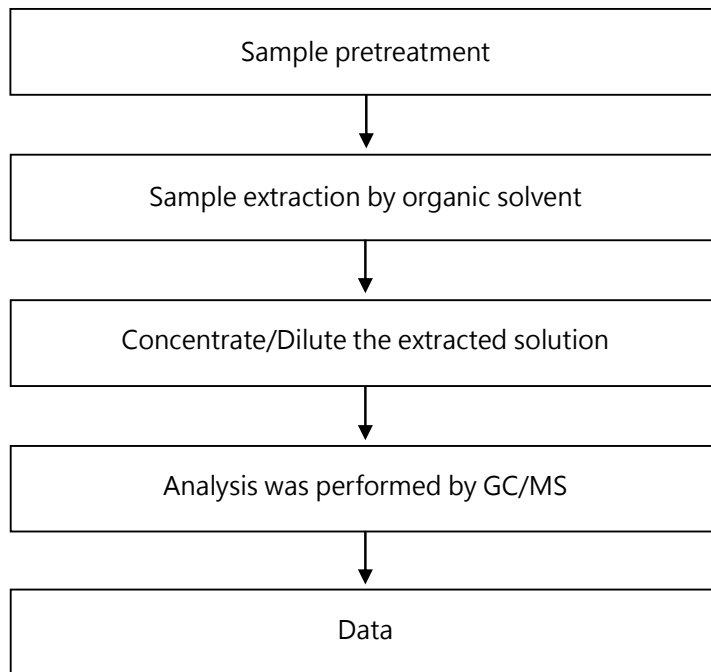 Sample pretreatment
Sample extraction by organic solvent
Concentrate/Dilute the extracted solution
Analysis was performed by GC/MS
Data